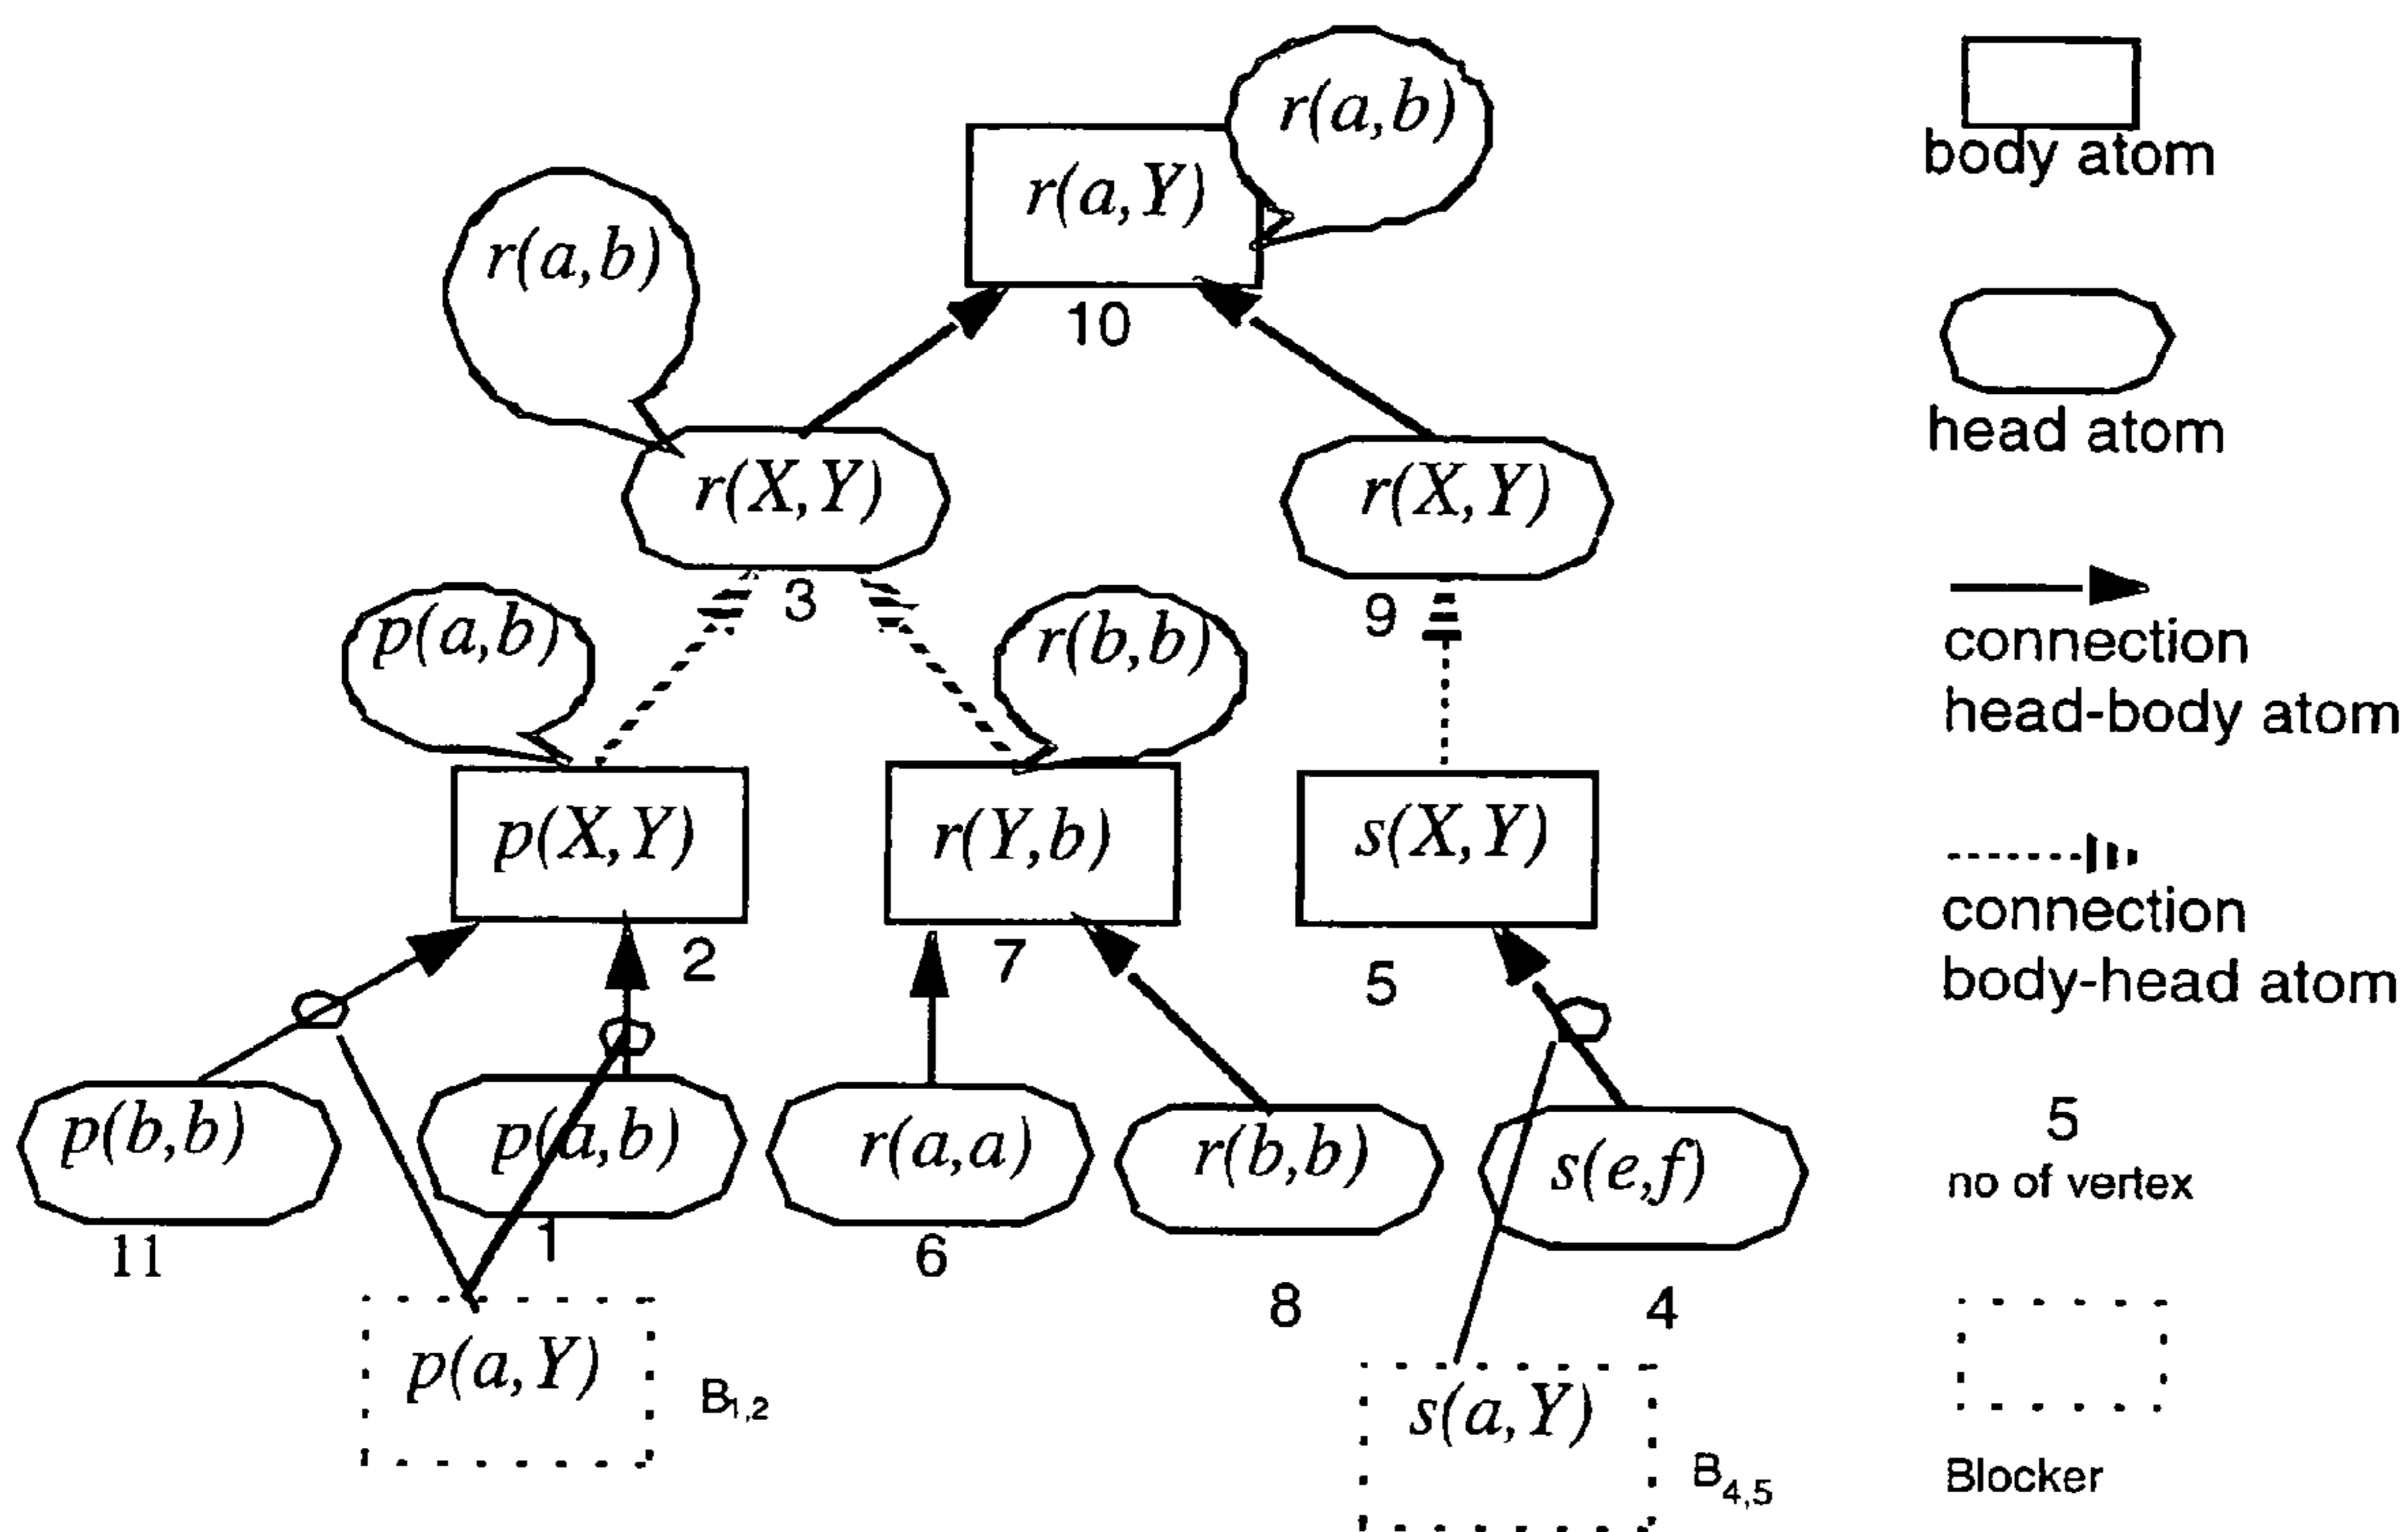 r(a,b)
r(a,Y)
r(a,b)
10
r(X,Y)
3
r(X,Y)
9
p(a,b)
r(b,b)
p(X,Y)
2
r(Y,b)
7
s(X,Y)
5
p(b,b)
11
p(a,b)
1
r(a,a)
6
r(b,b)
8
s(e,f)
4
p(a,Y)
B1,2
s(a,Y)
B4,5
body atom
head atom
connection
head-body atom
connection
body-head atom
5
no of vertex
Blocker